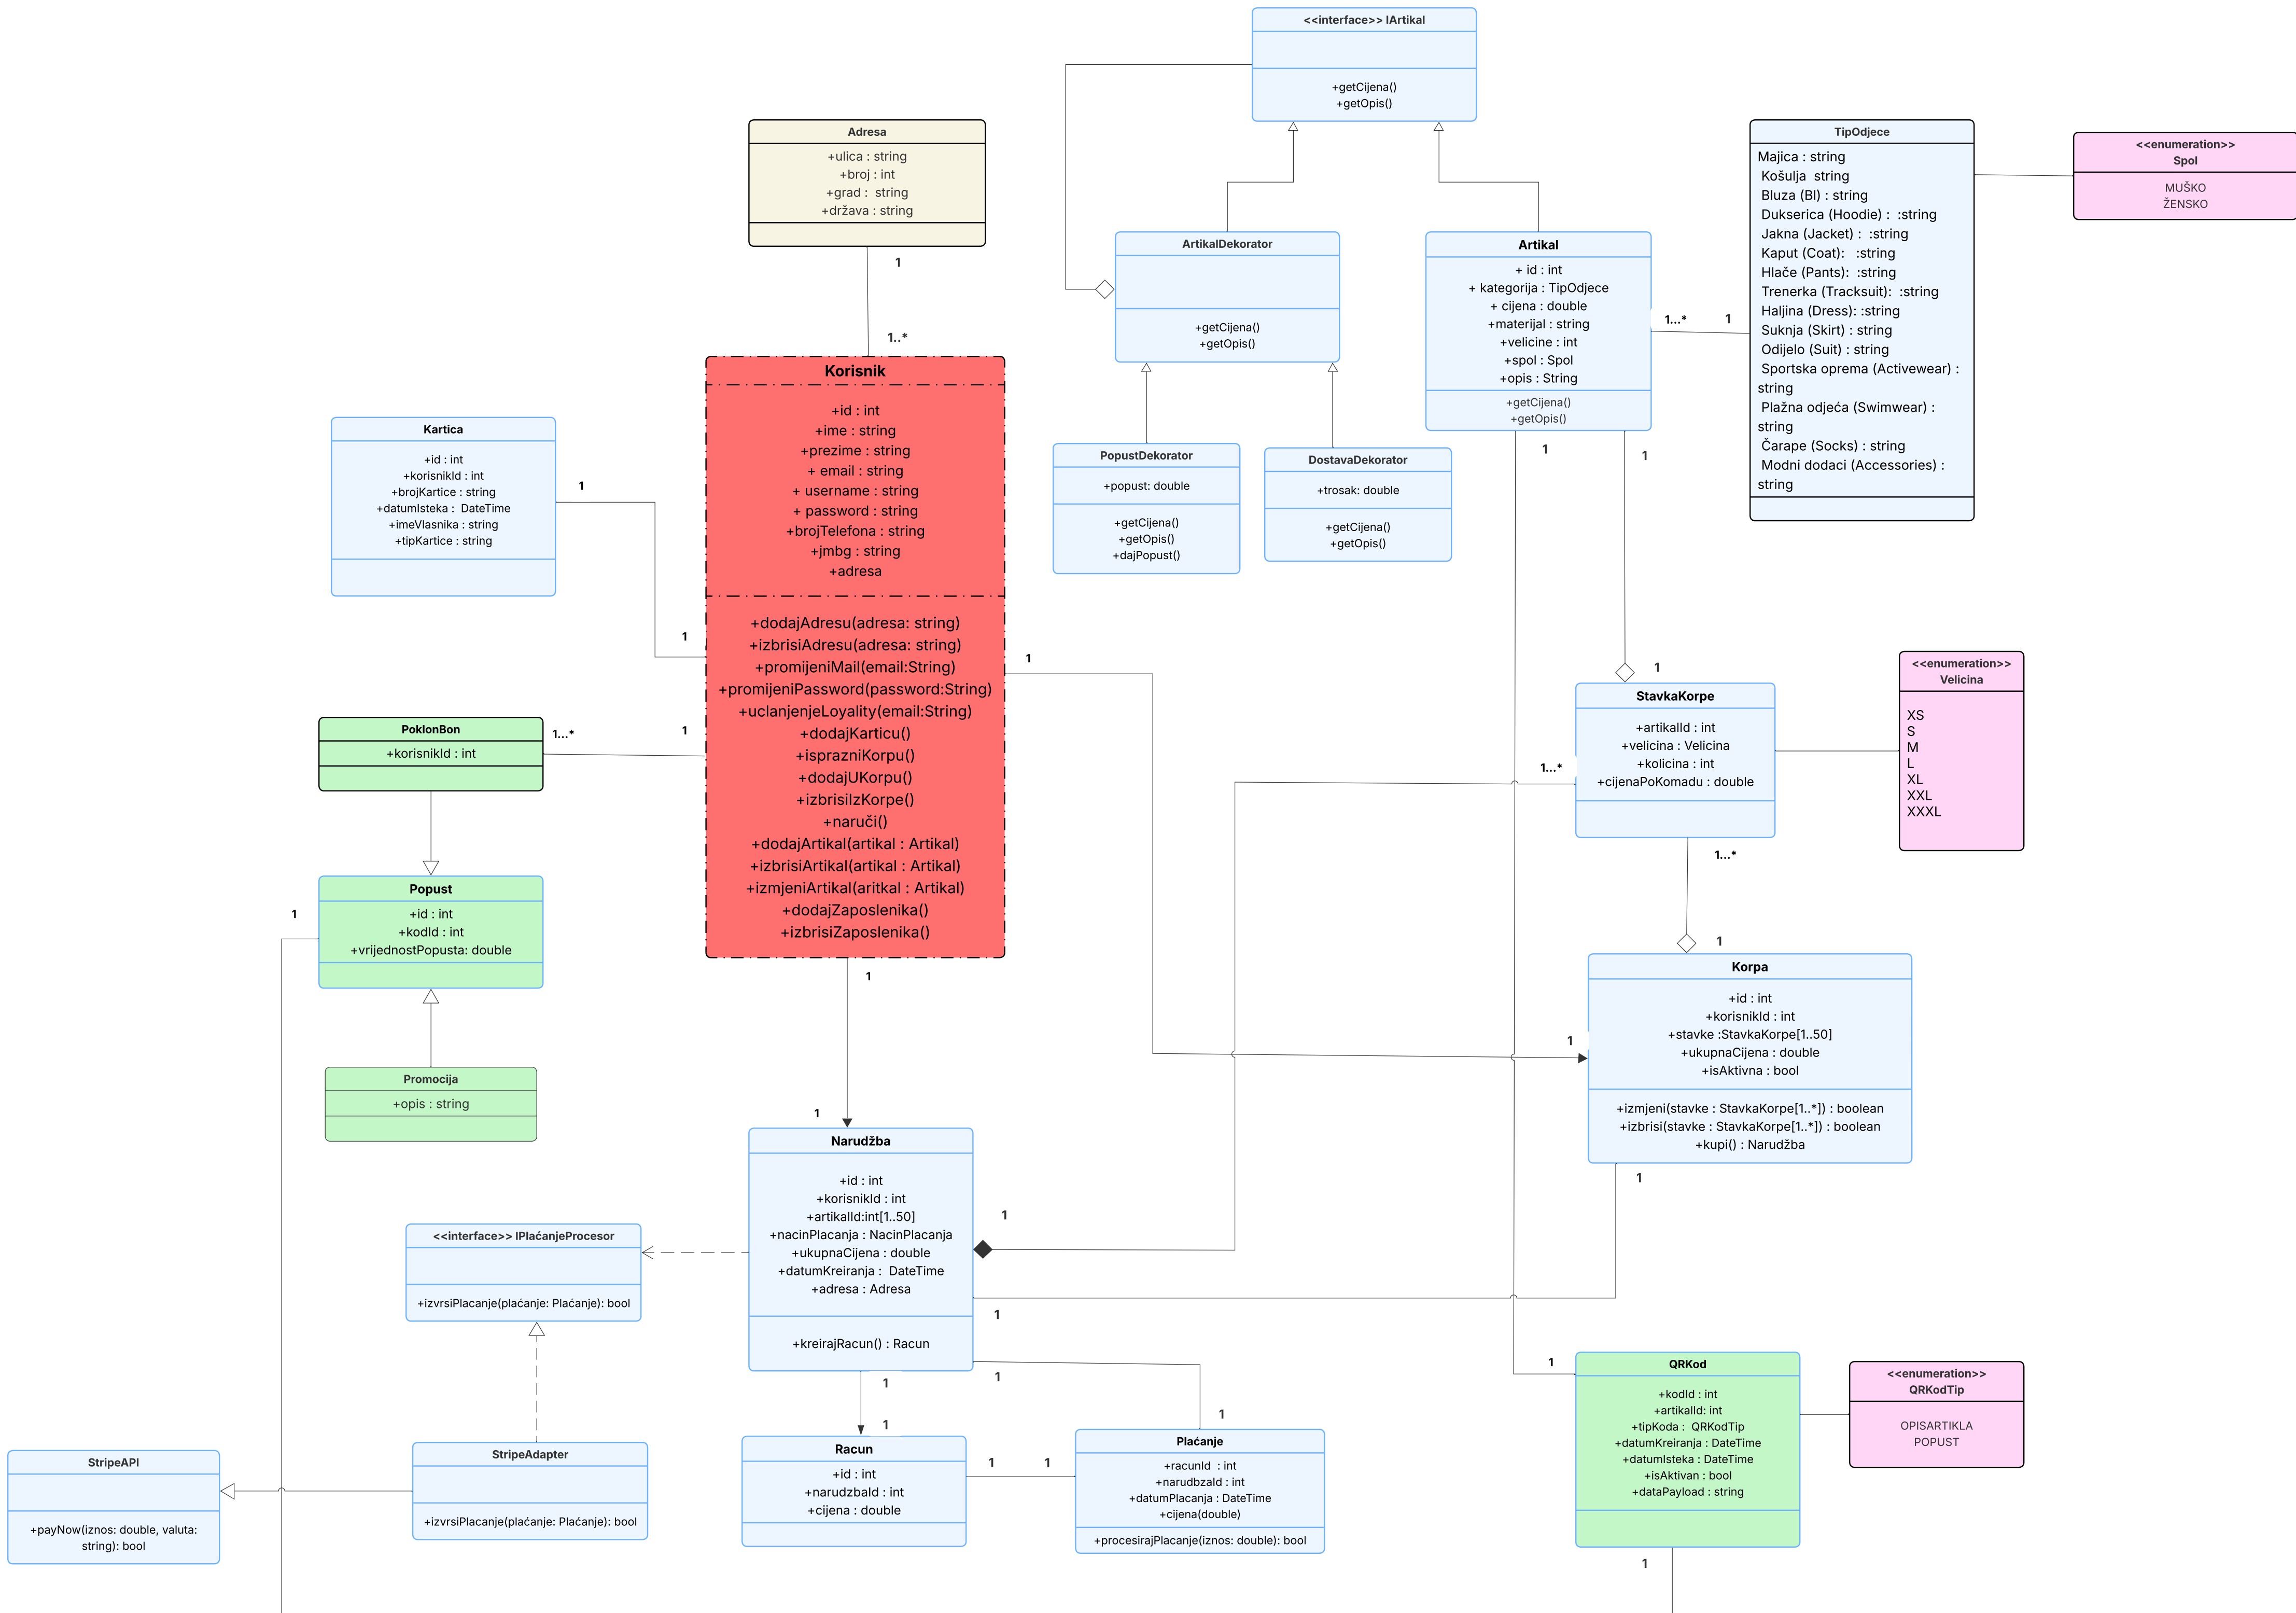 <<interface>> IArtikal
+getCijena()
+getOpis()
Adresa
+ulica : string
+broj : int
+grad :  string
+država : string
1
1..*
TipOdjece
Majica : string
Košulja  string
Bluza (Bl) : string
Dukserica (Hoodie) :  :string
Jakna (Jacket) :  :string
Kaput (Coat):   :string
Hlače (Pants):  :string
Trenerka (Tracksuit):  :string
Haljina (Dress): :string
Suknja (Skirt) : string
Odijelo (Suit) : string
Sportska oprema (Activewear) :
string
Plažna odjeća (Swimwear) :
string
Čarape (Socks) : string
Modni dodaci (Accessories) :
string
<<enumeration>>
Spol
MUŠKO
ŽENSKO
ArtikalDekorator
+getCijena()
+getOpis()
Artikal
+ id : int
+ kategorija : TipOdjece
+ cijena : double
+materijal : string
+velicine : int
+spol : Spol
+opis : String
+getCijena()
+getOpis()
1...*
1
1
1
PopustDekorator
+popust: double
+getCijena()
+getOpis()
+dajPopust()
DostavaDekorator
+trosak: double
+getCijena()
+getOpis()
Korisnik
+id : int
+ime : string
+prezime : string
+ email : string
+ username : string
+ password : string
+brojTelefona : string
+jmbg : string
+adresa
+dodajAdresu(adresa: string)
+izbrisiAdresu(adresa: string)
+promijeniMail(email:String)
+promijeniPassword(password:String)
+uclanjenjeLoyality(email:String)
+dodajKarticu()
+isprazniKorpu()
+dodajUKorpu()
+izbrisiIzKorpe()
+naruči()
+dodajArtikal(artikal : Artikal)
+izbrisiArtikal(artikal : Artikal)
+izmjeniArtikal(aritkal : Artikal)
+dodajZaposlenika()
+izbrisiZaposlenika()
Kartica
+id : int
+korisnikId : int
+brojKartice : string
+datumIsteka :  DateTime
+imeVlasnika : string
+tipKartice : string
1
1
1
PoklonBon
+korisnikId : int
1...*
1
Popust
+id : int
+kodId : int
+vrijednostPopusta: double
1
Promocija
+opis : string
1
StavkaKorpe
+artikalId : int
+velicina : Velicina
+kolicina : int
+cijenaPoKomadu : double
1...*
1...*
<<enumeration>>
Velicina
XS
S
M
L
XL
XXL
XXXL
1
Korpa
+id : int
+korisnikId : int
+stavke :StavkaKorpe[1..50]
+ukupnaCijena : double
+isAktivna : bool
+izmjeni(stavke : StavkaKorpe[1..*]) : boolean
+izbrisi(stavke : StavkaKorpe[1..*]) : boolean
+kupi() : Narudžba
1
1
1
1
Narudžba
+id : int
+korisnikId : int
+artikalId:int[1..50]
+nacinPlacanja : NacinPlacanja
+ukupnaCijena : double
+datumKreiranja :  DateTime
+adresa : Adresa
+kreirajRacun() : Racun
1
1
1
1
<<interface>> IPlaćanjeProcesor
+izvrsiPlacanje(plaćanje: Plaćanje): bool
StripeAPI
+payNow(iznos: double, valuta:
string): bool
StripeAdapter
+izvrsiPlacanje(plaćanje: Plaćanje): bool
1
Racun
+id : int
+narudzbaId : int
+cijena : double
1
1
1
Plaćanje
+racunId  : int
+narudbzaId : int
+datumPlacanja : DateTime
+cijena(double)
+procesirajPlacanje(iznos: double): bool
1
QRKod
+kodId : int
+artikalId: int
+tipKoda :  QRKodTip
+datumKreiranja : DateTime
+datumIsteka : DateTime
+isAktivan : bool
+dataPayload : string
1
<<enumeration>>
QRKodTip
OPISARTIKLA
POPUST